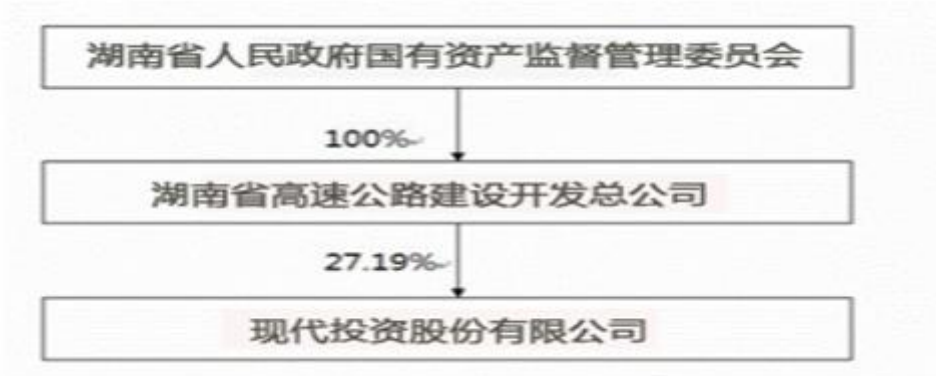 湖南省人民政府国有资产监督管理委员会
100%
湖南省高速公路建设开发总公司
27.19%
现代投资股份有限公司